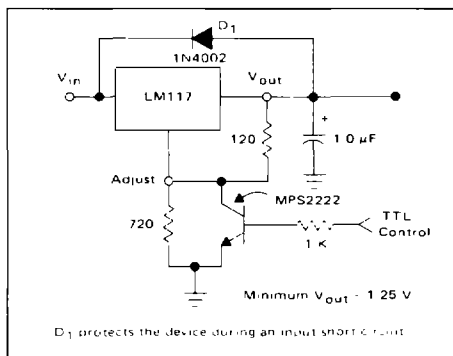 D1
1N4002
Vin
LM117
Vout
120
+
1.0 µF
Adjust
MPS2222
720
1 K
TTL
Control
Minimum Vout - 1.25 V
D1 protects the device during an input short circuit